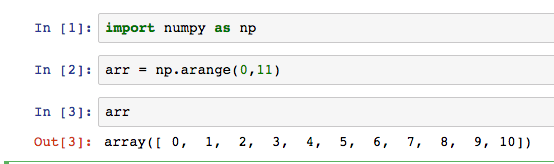 In [1]: import numpy as np
In [2]: arr = np.arange(0,11)
In [3]: arr
Out[3]: array([ 0,  1,  2,  3,  4,  5,  6,  7,  8,  9, 10])